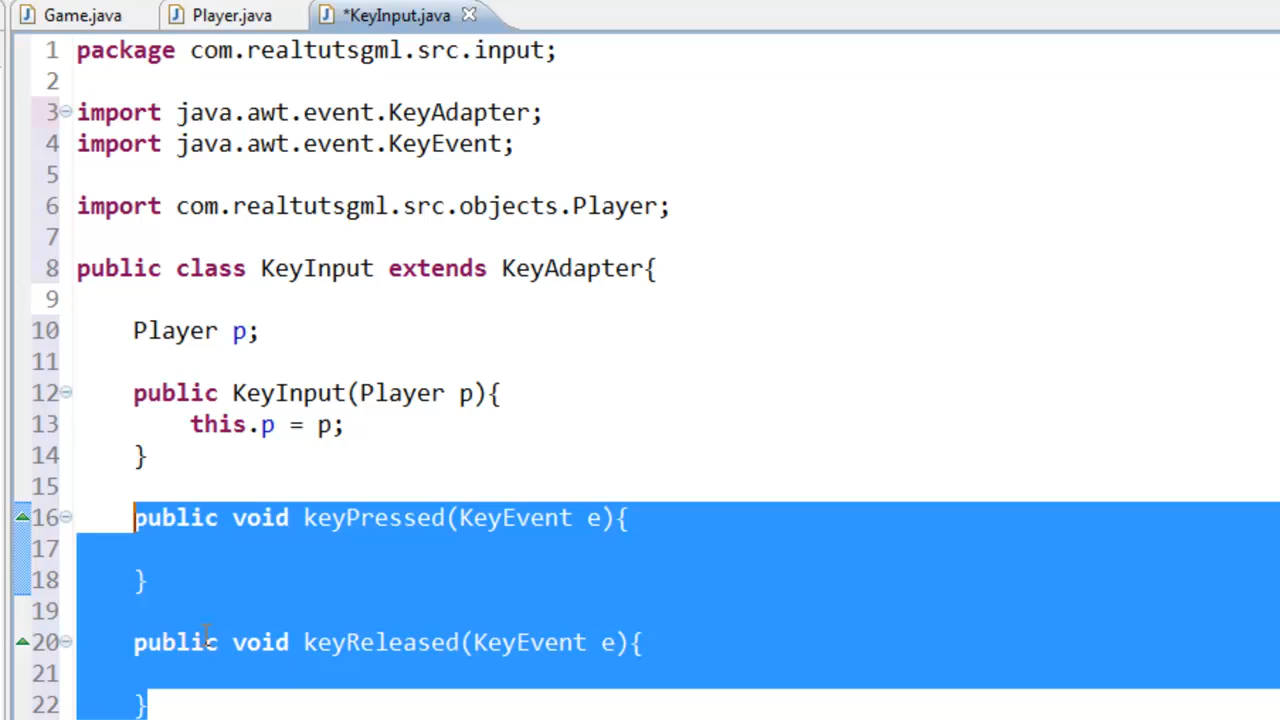 Game.java Player.java *KeyInput.java
1 package com.realtutsgml.src.input;
2
3 import java.awt.event.KeyAdapter;
4 import java.awt.event.KeyEvent;
5
6 import com.realtutsgml.src.objects.Player;
7
8 public class KeyInput extends KeyAdapter{
9
10 Player p;
11
12 public KeyInput(Player p){
13 this.p = p;
14 }
15
16 public void keyPressed(KeyEvent e){
17
18 }
19
20 public void keyReleased(KeyEvent e){
21
22 }